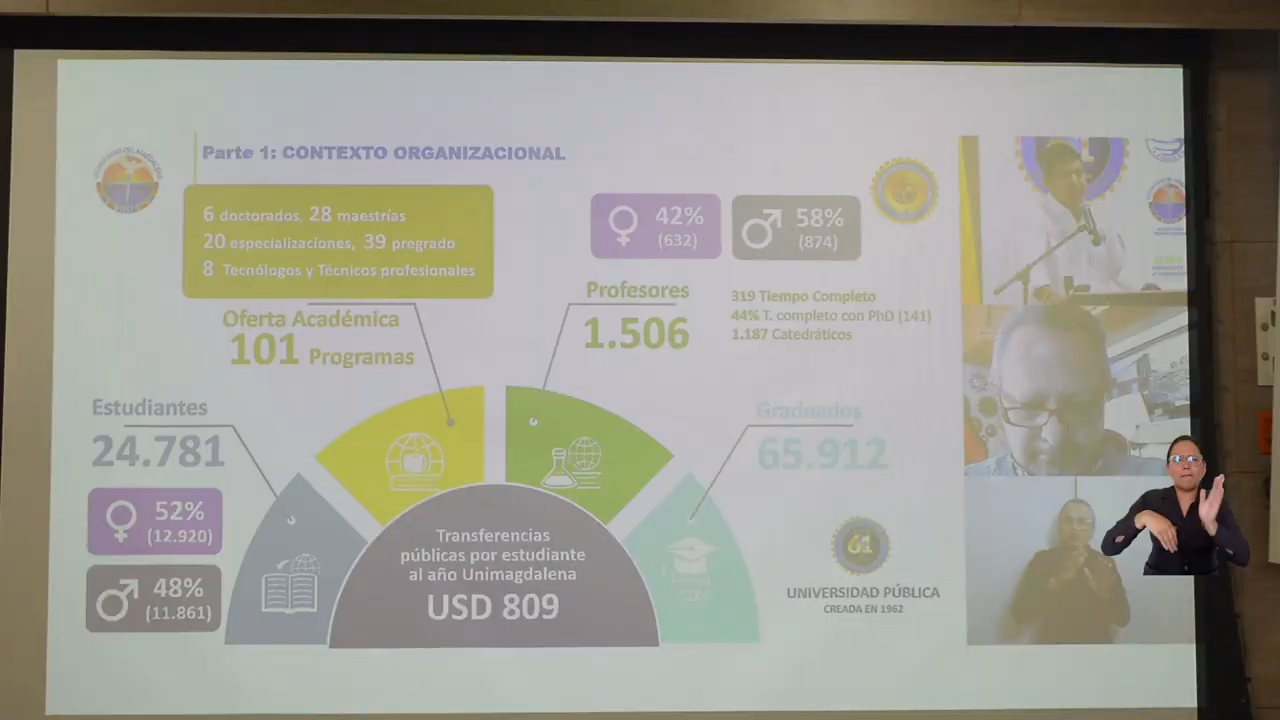 Parte 1: CONTEXTO ORGANIZACIONAL
6 doctorados, 28 maestrías
20 especializaciones, 39 pregrado
8 Tecnólogos y Técnicos profesionales
Oferta Académica
101 Programas
42%
(632)
58%
(874)
Profesores
1.506
319 Tiempo Completo
44% T. completo con PhD (141)
1.187 Catedráticos
Estudiantes
24.781
52%
(12.920)
48%
(11.861)
Graduados
65.912
Transferencias
públicas por estudiante
al año Unimagdalena
USD 809
61
UNIVERSIDAD PÚBLICA
CREADA EN 1962